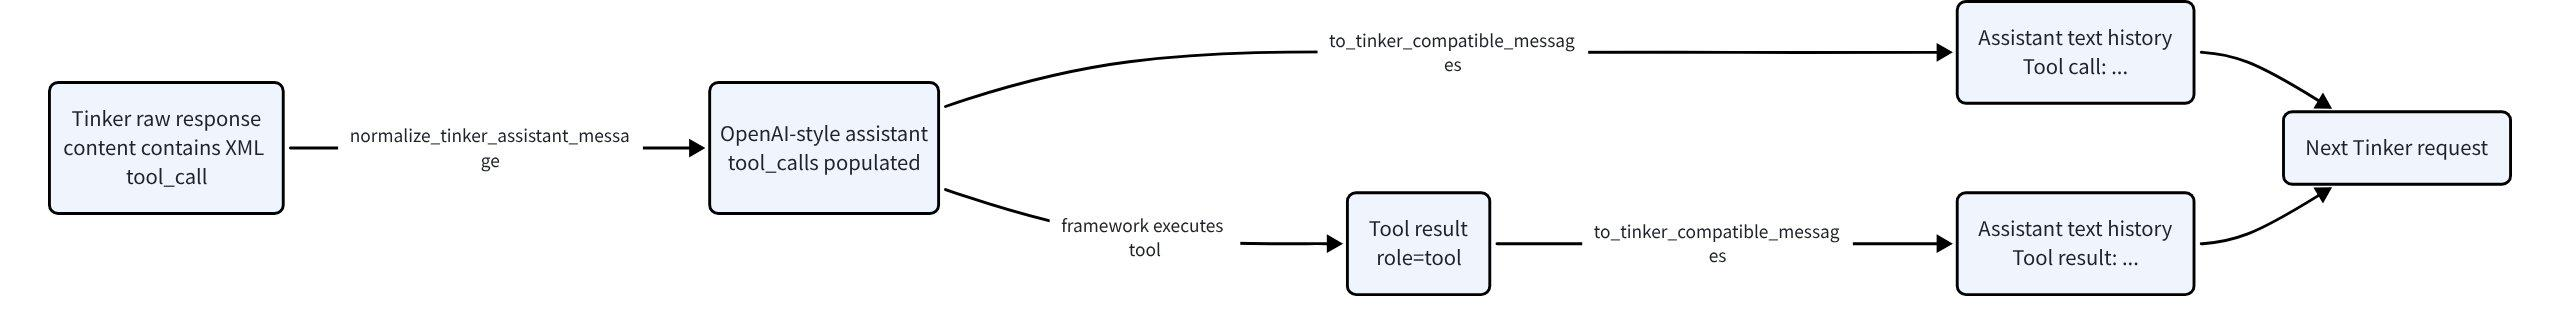 Tinker raw response
content contains XML
tool_call
normalize_tinker_assistant_messa
ge
OpenAI-style assistant
tool_calls populated
to_tinker_compatible_messag
es
Assistant text history
Tool call: ...
framework executes
tool
Tool result
role=tool
to_tinker_compatible_messag
es
Assistant text history
Tool result: ...
Next Tinker request